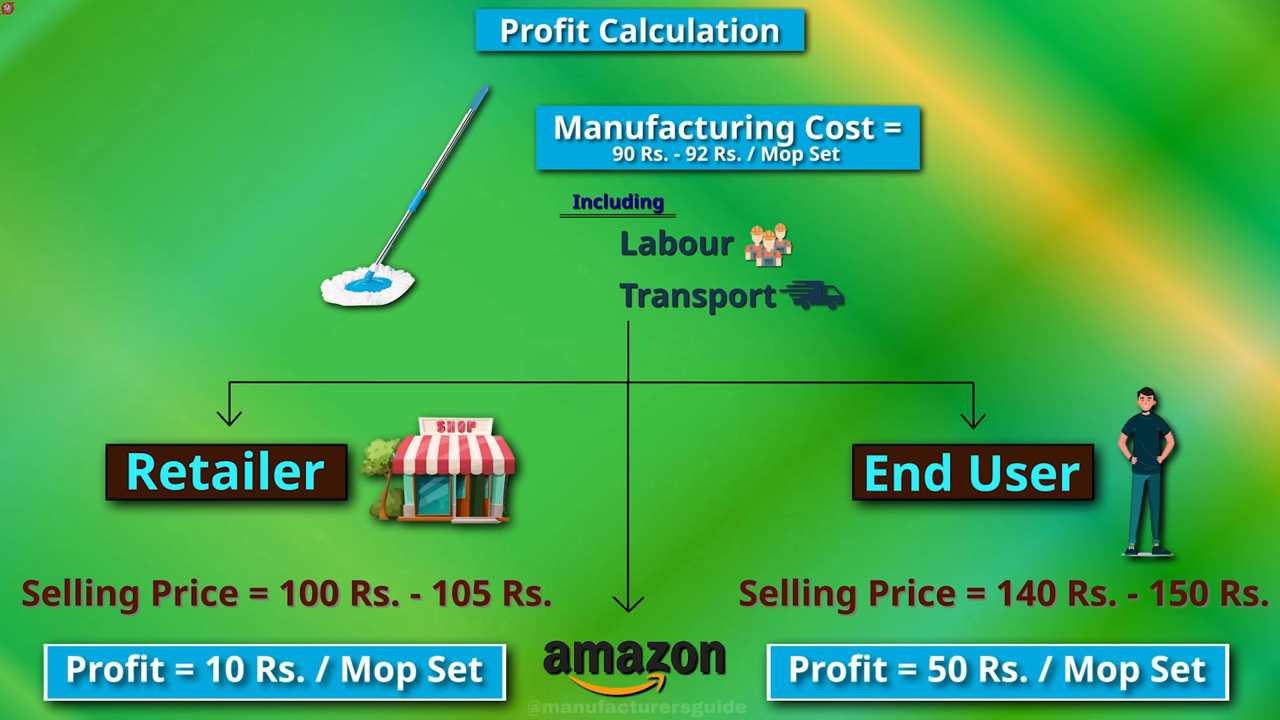 Profit Calculation
Manufacturing Cost =
90 Rs. - 92 Rs. / Mop Set
Including
Labour
Transport
SHOP
Retailer
End User
Selling Price = 100 Rs. - 105 Rs.
Selling Price = 140 Rs. - 150 Rs.
Profit = 10 Rs. / Mop Set
amazon
Profit = 50 Rs. / Mop Set
@manufacturersguide